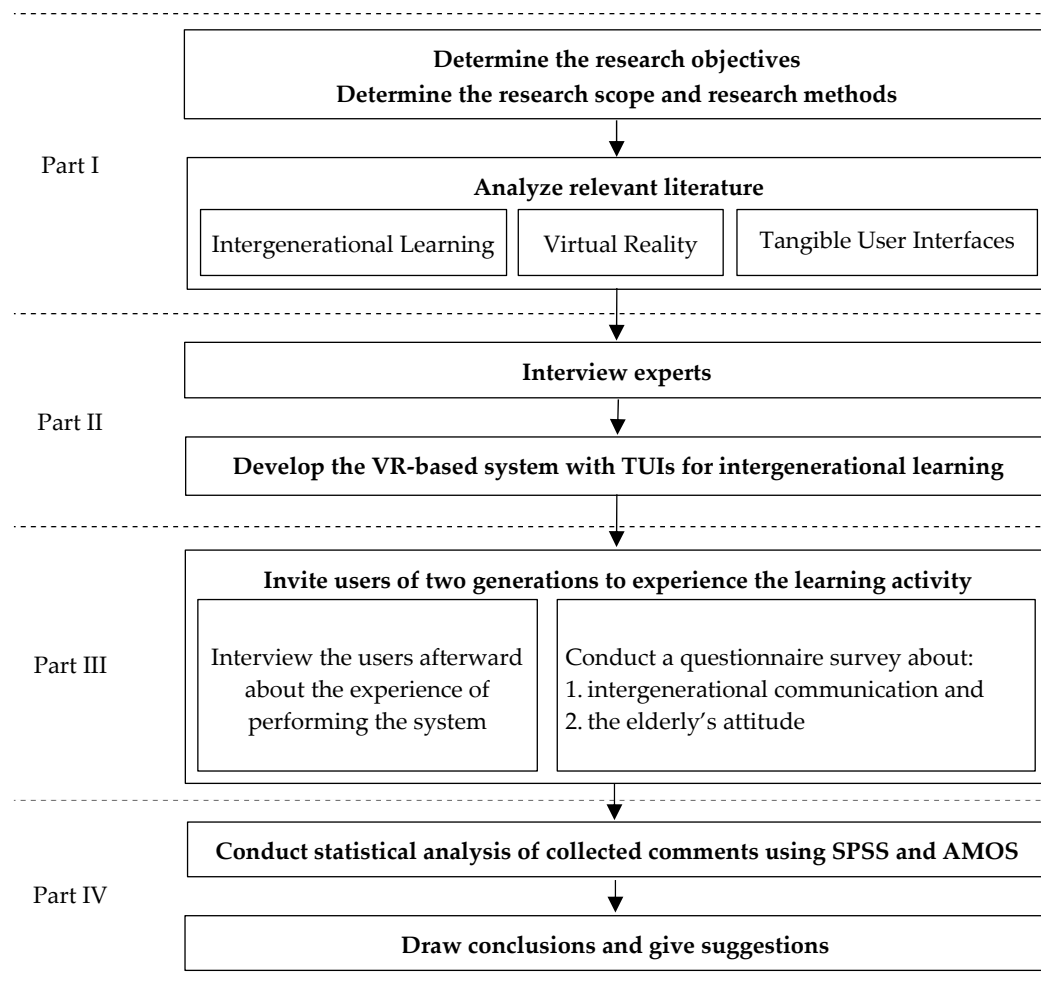 Determine the research objectives
Determine the research scope and research methods
Part I
Analyze relevant literature
Intergenerational Learning
Virtual Reality
Tangible User Interfaces
Interview experts
Part II
Develop the VR-based system with TUIs for intergenerational learning
Invite users of two generations to experience the learning activity
Part III
Interview the users afterward
about the experience of
performing the system
Conduct a questionnaire survey about:
1. intergenerational communication and
2. the elderly’s attitude
Conduct statistical analysis of collected comments using SPSS and AMOS
Part IV
Draw conclusions and give suggestions